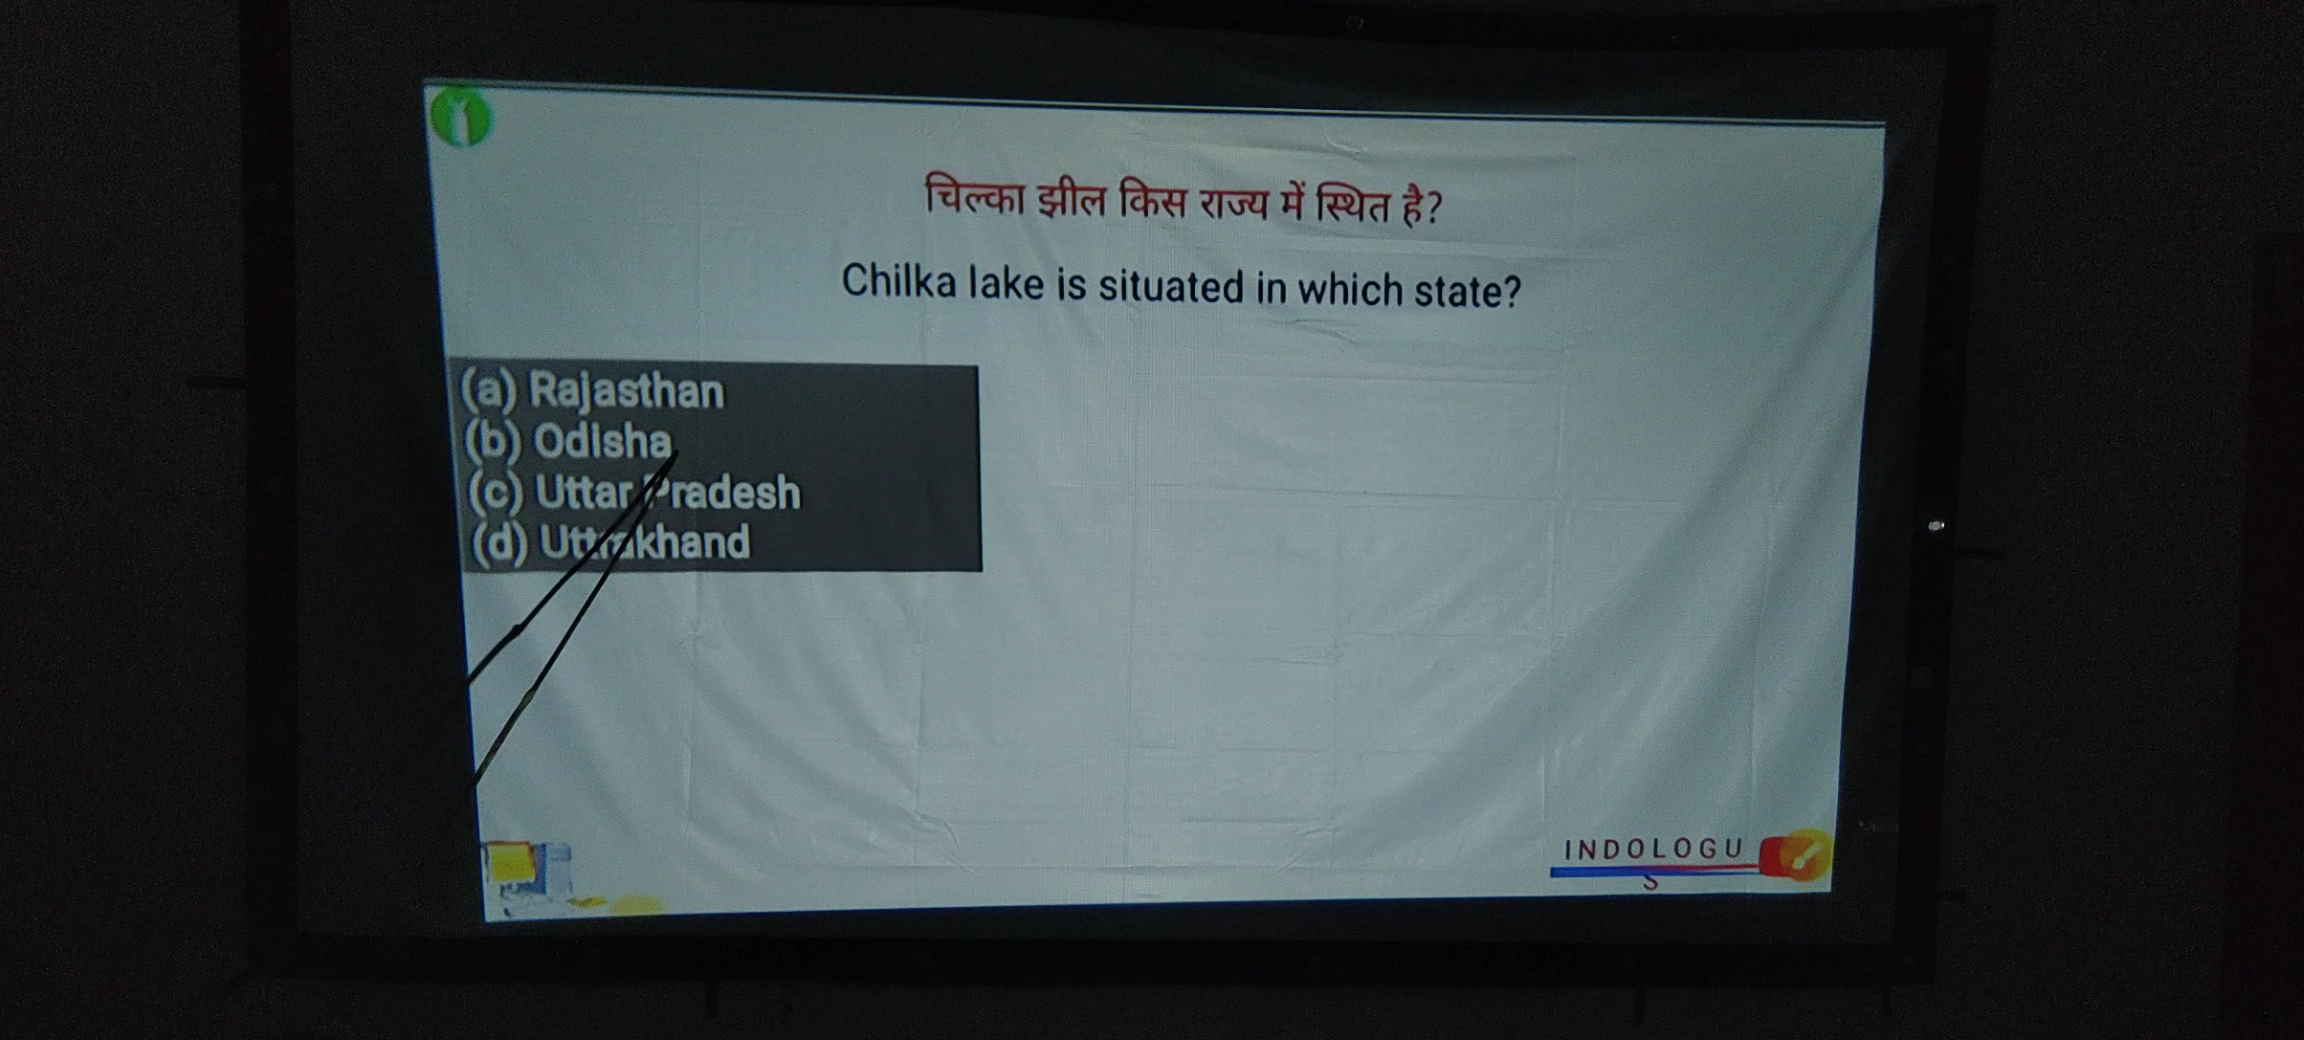 चिल्का झील किस राज्य में स्थित है?
Chilka lake is situated in which state?
(a) Rajasthan
(b) Odisha
(c) Uttar Pradesh
(d) Uttrakhand
INDOLOGU
S